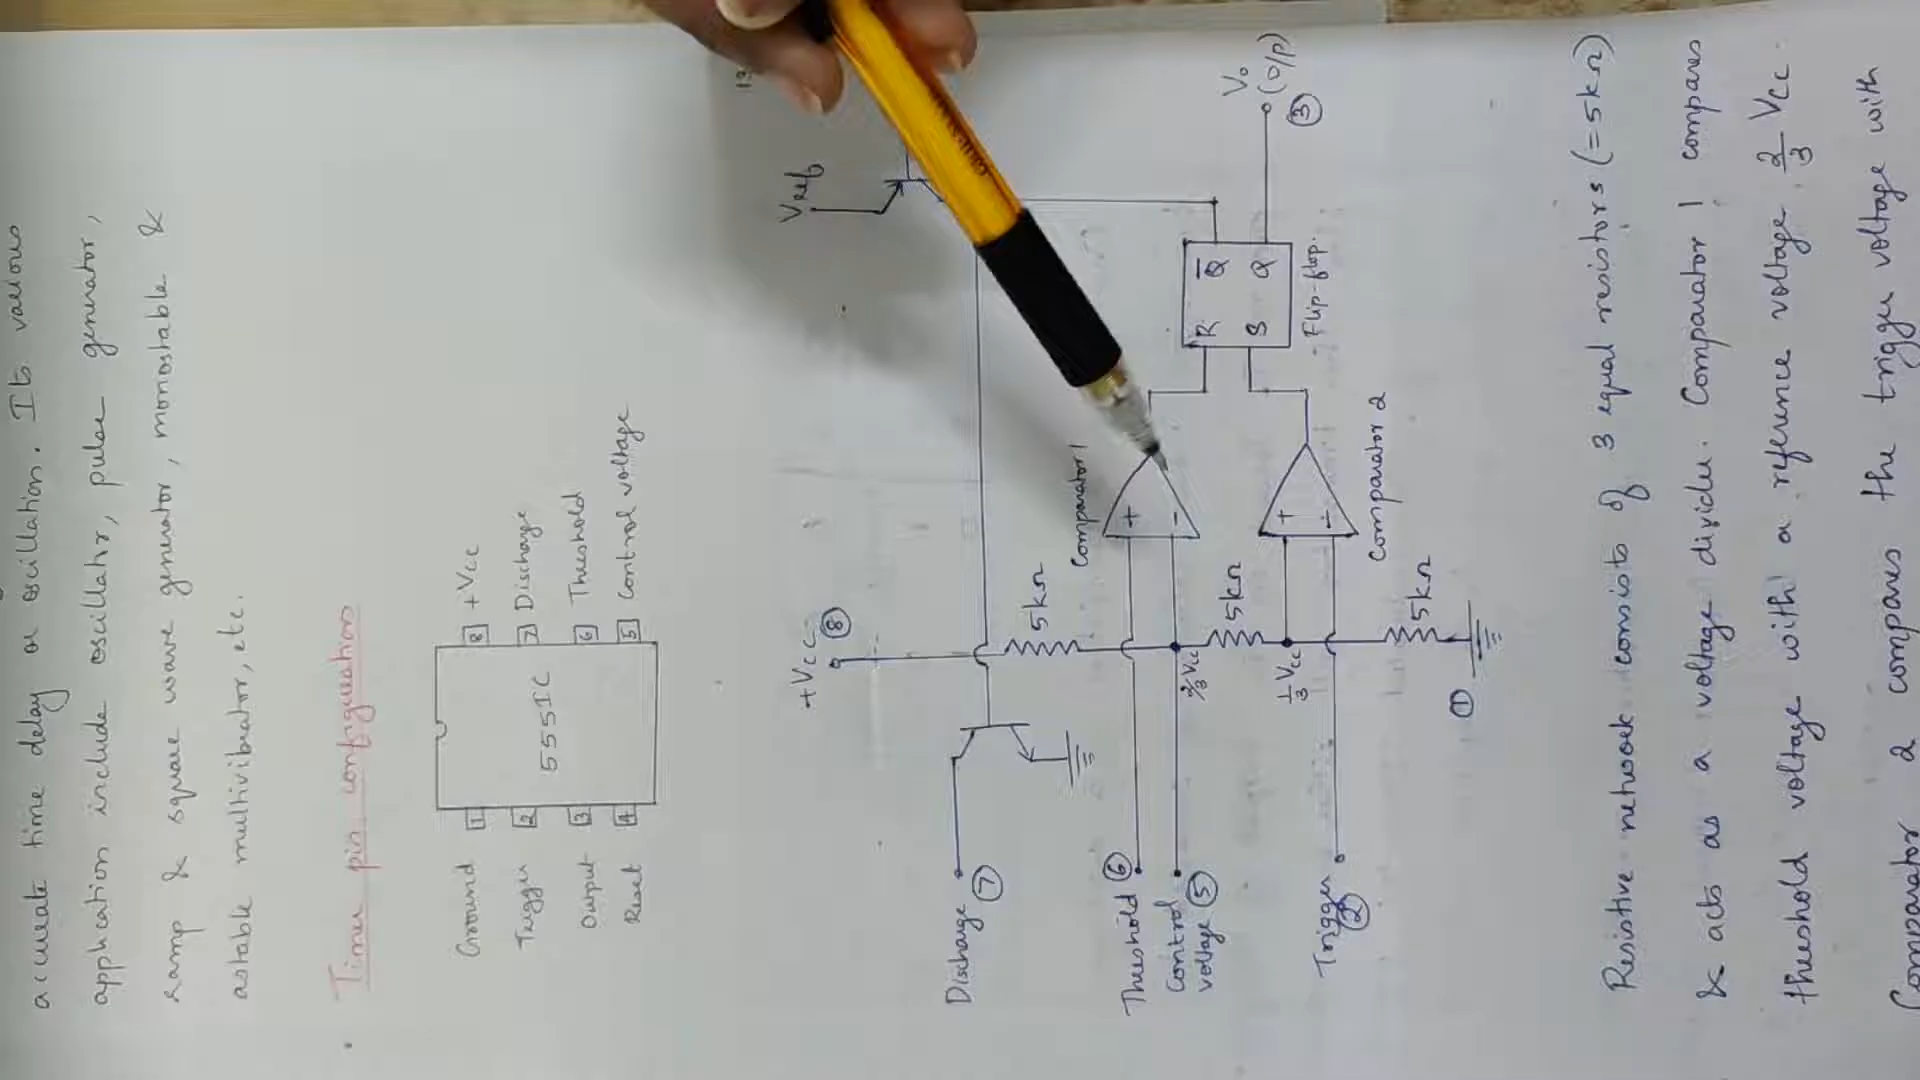 accurate time delay or oscillation. Its various
application include oscillator, pulse generator,
ramp & square wave generator, monostable &
astable multivibrator, etc.
• Timer pin configuration
Ground 1
Trigger 2
Output 3
Reset 4
555IC
8 +Vcc
7 Discharge
6 Threshold
5 Control voltage
+Vcc 8
Vref
Discharge 7
5kΩ
Comparator 1
+
-
Threshold 6
Control
voltage 5
2/3 Vcc
5kΩ
1/3 Vcc
+
-
Comparator 2
Trigger
2
5kΩ
1
R Q̅
S Q
Flip-flop.
Vo
(O/p)
3
Resistive network consists of 3 equal resistors (=5kΩ)
& acts as a voltage divider. Comparator 1 compares
threshold voltage with a reference voltage 2/3 Vcc.
Comparator 2 compares the trigger voltage with